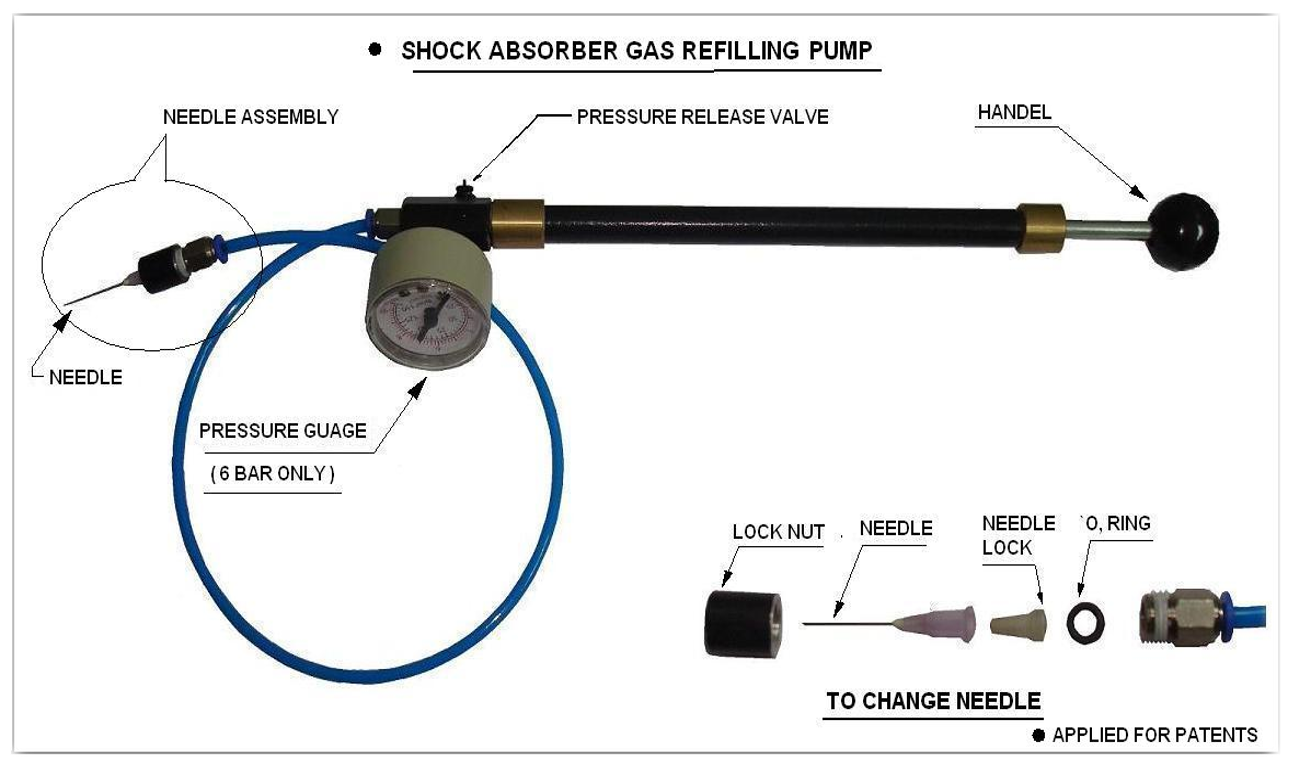 ● SHOCK ABSORBER GAS REFILLING PUMP
NEEDLE ASSEMBLY
PRESSURE RELEASE VALVE
HANDEL
NEEDLE
PRESSURE GUAGE
( 6 BAR ONLY )
LOCK NUT
NEEDLE
NEEDLE
LOCK
`O, RING
TO CHANGE NEEDLE
● APPLIED FOR PATENTS